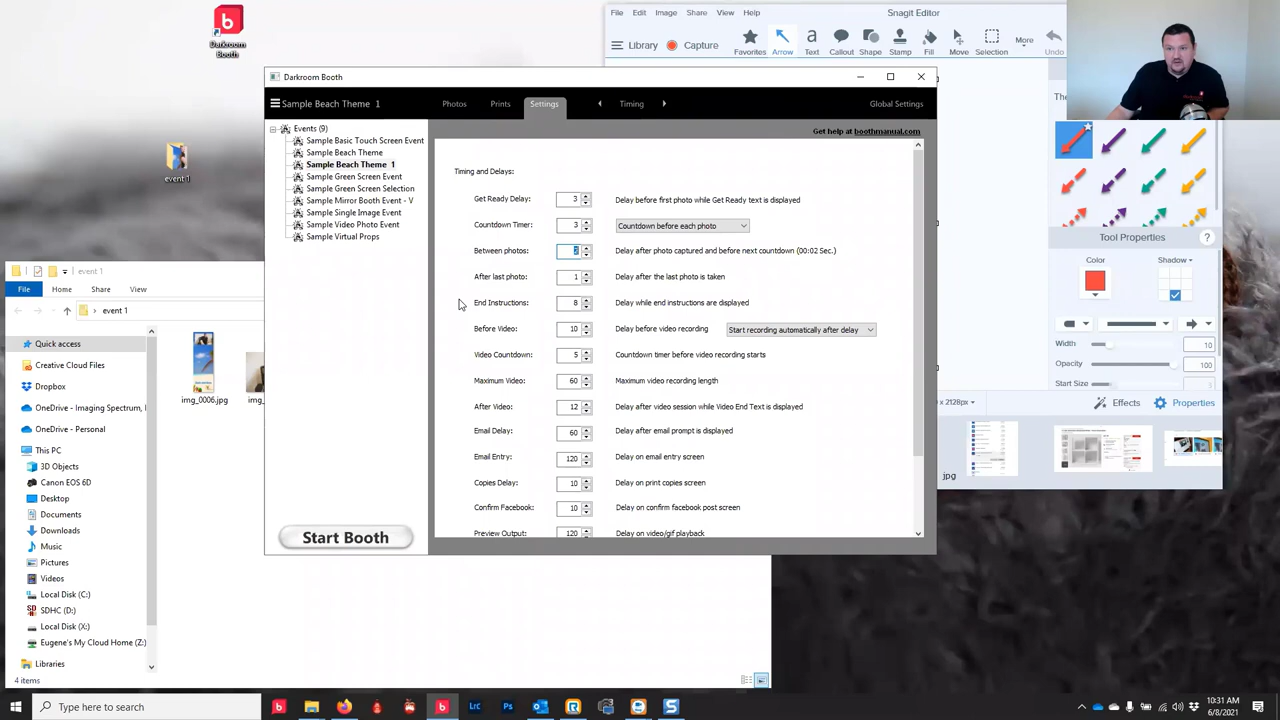 Darkroom
Booth
event 1
File Edit Image Share View Help
Snagit Editor
Library Capture
Favorites Arrow Text Callout Shape Stamp Fill Move Selection More Undo
Darkroom Booth
Sample Beach Theme 1
Photos Prints Settings Timing Global Settings
Get help at boothmanual.com
Events (9)
Sample Basic Touch Screen Event
Sample Beach Theme
Sample Beach Theme 1
Sample Green Screen Event
Sample Green Screen Selection
Sample Mirror Booth Event - V
Sample Single Image Event
Sample Video Photo Event
Sample Virtual Props
Start Booth
Timing and Delays:
Get Ready Delay: 3 Delay before first photo while Get Ready text is displayed
Countdown Timer: 3 Countdown before each photo
Between photos: 2 Delay after photo captured and before next countdown (00:02 Sec.)
After last photo: 1 Delay after the last photo is taken
End Instructions: 8 Delay while end instructions are displayed
Before Video: 10 Delay before video recording Start recording automatically after delay
Video Countdown: 5 Countdown timer before video recording starts
Maximum Video: 60 Maximum video recording length
After Video: 12 Delay after video session while Video End Text is displayed
Email Delay: 60 Delay after email prompt is displayed
Email Entry: 120 Delay on email entry screen
Copies Delay: 10 Delay on print copies screen
Confirm Facebook: 10 Delay on confirm facebook post screen
Preview Output: 120 Delay on video/gif playback
Tool Properties ?
Color Shadow
Width 10
Opacity 100
Start Size
Effects Properties
x 2128px
jpg
event 1
File Home Share View
event 1
Quick access
Creative Cloud Files
Dropbox
OneDrive - Imaging Spectrum, I
OneDrive - Personal
This PC
3D Objects
Canon EOS 6D
Desktop
Documents
Downloads
Music
Pictures
Videos
Local Disk (C:)
SDHC (D:)
Local Disk (X:)
Eugene's My Cloud Home (Z:)
Libraries
img_0006.jpg
img_
4 items
Type here to search
Lrc
Ps
10:31 AM
6/8/2021